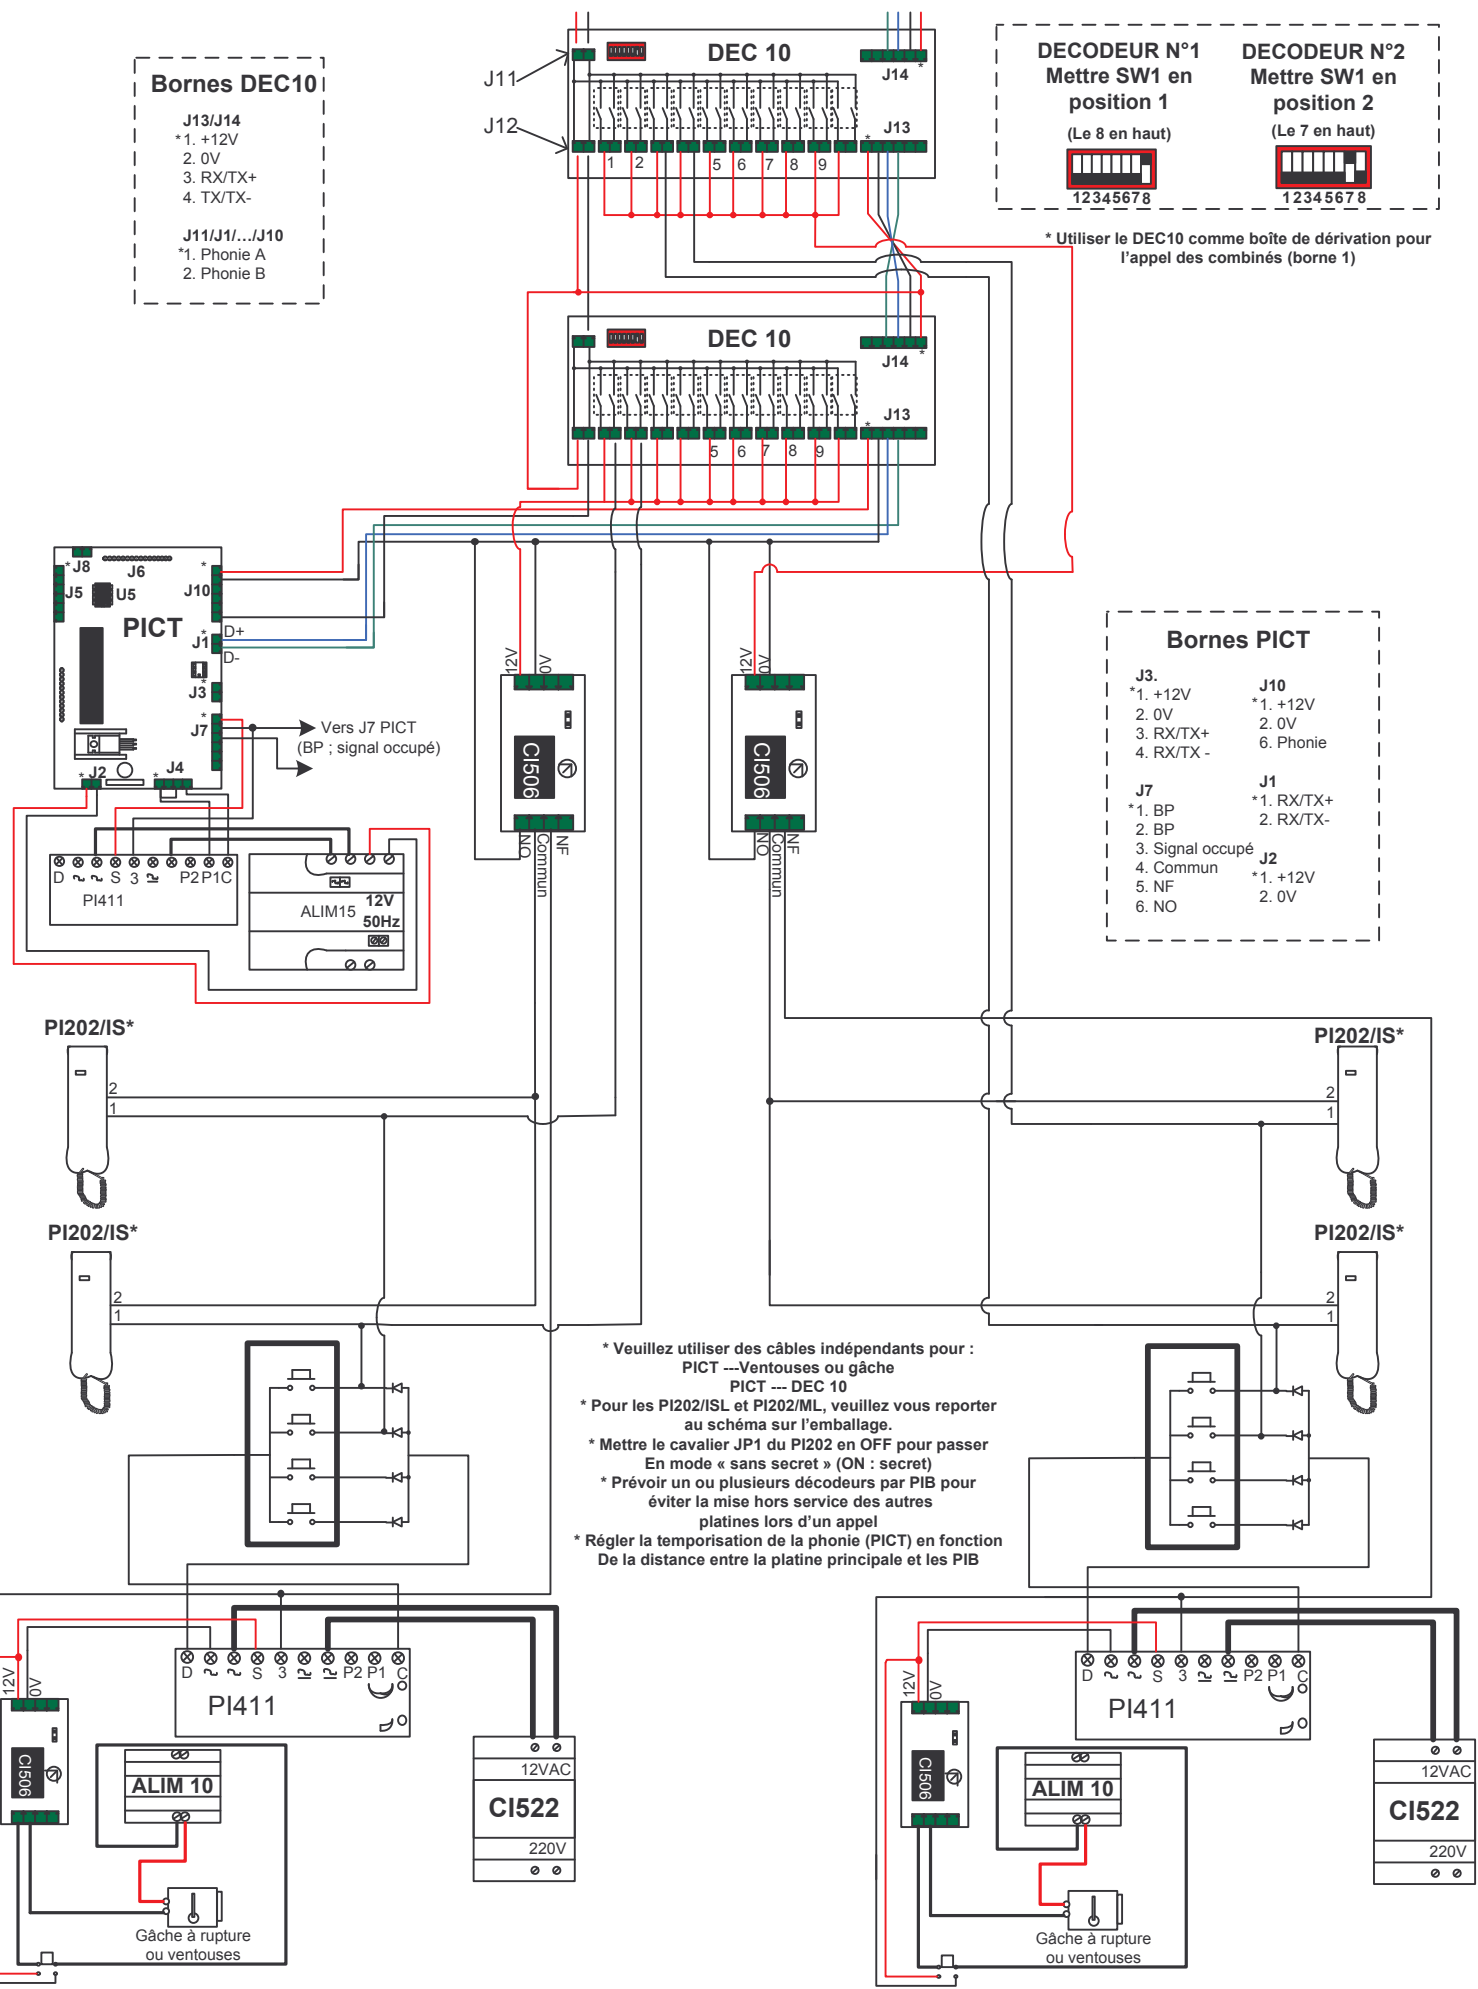 Bornes DEC10
J13/J14
*1. +12V
2. 0V
3. RX/TX+
4. TX/TX-
J11/J1/…/J10
*1. Phonie A
2. Phonie B
J11
J12
DEC 10
J14
*
J13
*
1 2 5 6 7 8 9
DECODEUR N°1
Mettre SW1 en
position 1
(Le 8 en haut)
12345678
DECODEUR N°2
Mettre SW1 en
position 2
(Le 7 en haut)
12345678
* Utiliser le DEC10 comme boîte de dérivation pour
l'appel des combinés (borne 1)
DEC 10
J14
*
J13
*
5 6 7 8 9
*J8
J6
*
J5
U5
J10
PICT
*
J1
D+
D-
*
J3
*
J7
* J2
* J4
Vers J7 PICT
(BP ; signal occupé)
12V
0V
CI506
NO
Commun
NF
12V
0V
CI506
NO
Commun
NF
Bornes PICT
J3.
*1. +12V
2. 0V
3. RX/TX+
4. RX/TX -
J10
*1. +12V
2. 0V
6. Phonie
J7
*1. BP
2. BP
3. Signal occupé
4. Commun
5. NF
6. NO
J1
*1. RX/TX+
2. RX/TX-
J2
*1. +12V
2. 0V
D S 3 P2 P1 C
PI411
ALIM15
12V
50Hz
PI202/IS*
2
1
PI202/IS*
2
1
PI202/IS*
2
1
PI202/IS*
2
1
* Veuillez utiliser des câbles indépendants pour :
PICT ---Ventouses ou gâche
PICT --- DEC 10
* Pour les PI202/ISL et PI202/ML, veuillez vous reporter
au schéma sur l'emballage.
* Mettre le cavalier JP1 du PI202 en OFF pour passer
En mode « sans secret » (ON : secret)
* Prévoir un ou plusieurs décodeurs par PIB pour
éviter la mise hors service des autres
platines lors d'un appel
* Régler la temporisation de la phonie (PICT) en fonction
De la distance entre la platine principale et les PIB
D S 3 P2 P1 C
PI411
12V
0V
CI506
ALIM 10
12VAC
CI522
220V
Gâche à rupture
ou ventouses
D S 3 P2 P1 C
PI411
12V
0V
CI506
ALIM 10
12VAC
CI522
220V
Gâche à rupture
ou ventouses